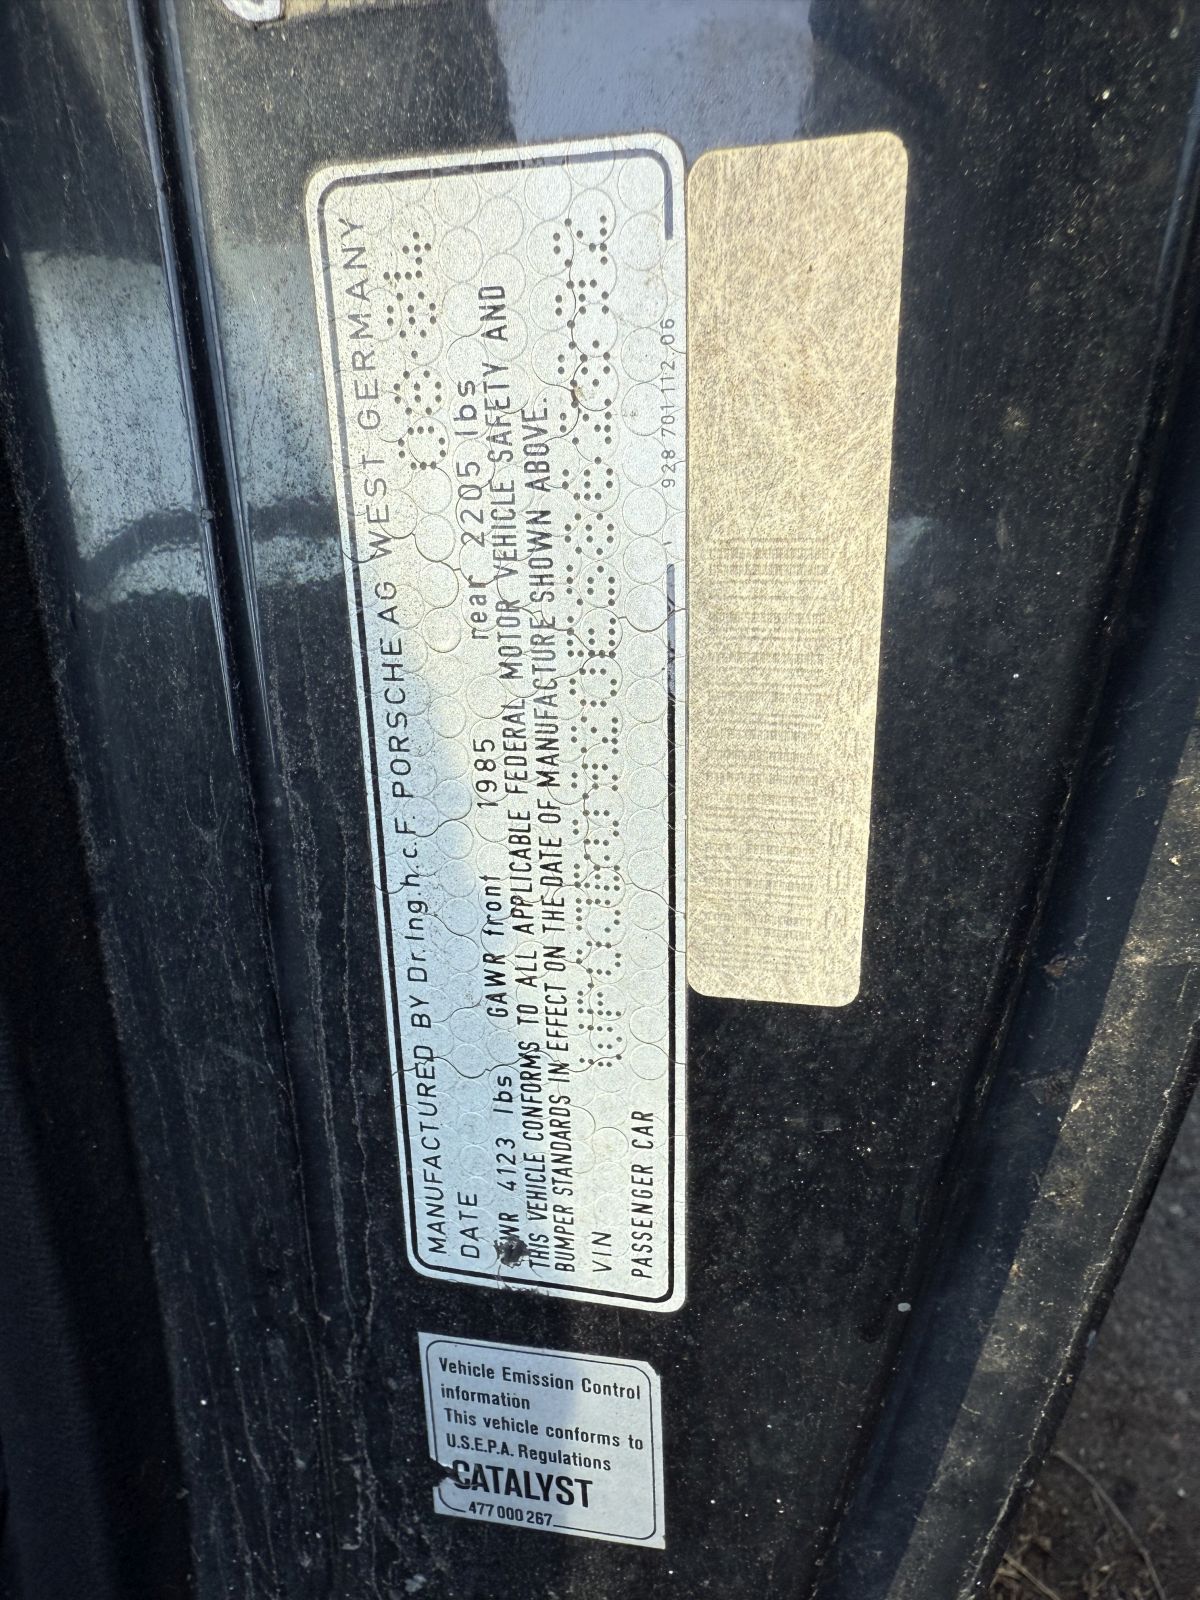 MANUFACTURED BY Dr.Ing.h.c.F. PORSCHE AG WEST GERMANY
DATE
4123 lbs GAWR front 1985 rear 2205 lbs
THIS VEHICLE CONFORMS TO ALL APPLICABLE FEDERAL MOTOR VEHICLE SAFETY AND
BUMPER STANDARDS IN EFFECT ON THE DATE OF MANUFACTURE SHOWN ABOVE.
VIN
PASSENGER CAR
928 701 112.06
Vehicle Emission Control
information
This vehicle conforms to
U.S.E.P.A. Regulations
CATALYST
477 000 267